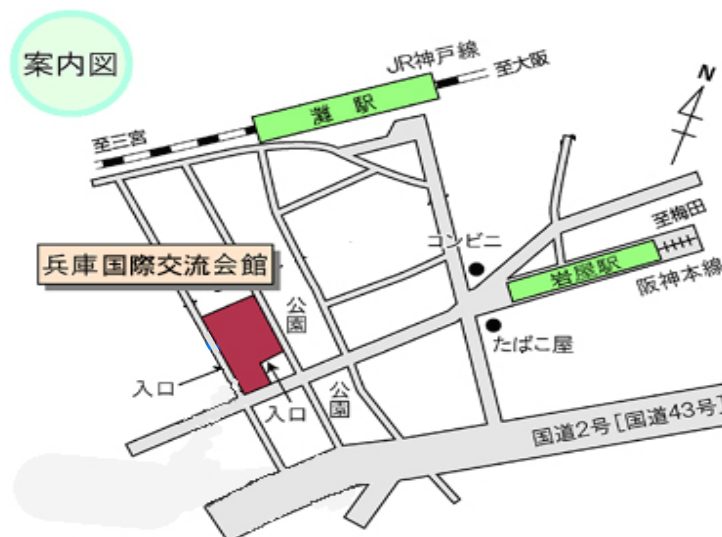 案内図
JR神戸線
至大阪
灘駅
至三宮
N
至梅田
コンビニ
兵庫国際交流会館
岩屋駅
阪神本線
公園
たばこ屋
入口
入口
公園
国道2号[国道43号]